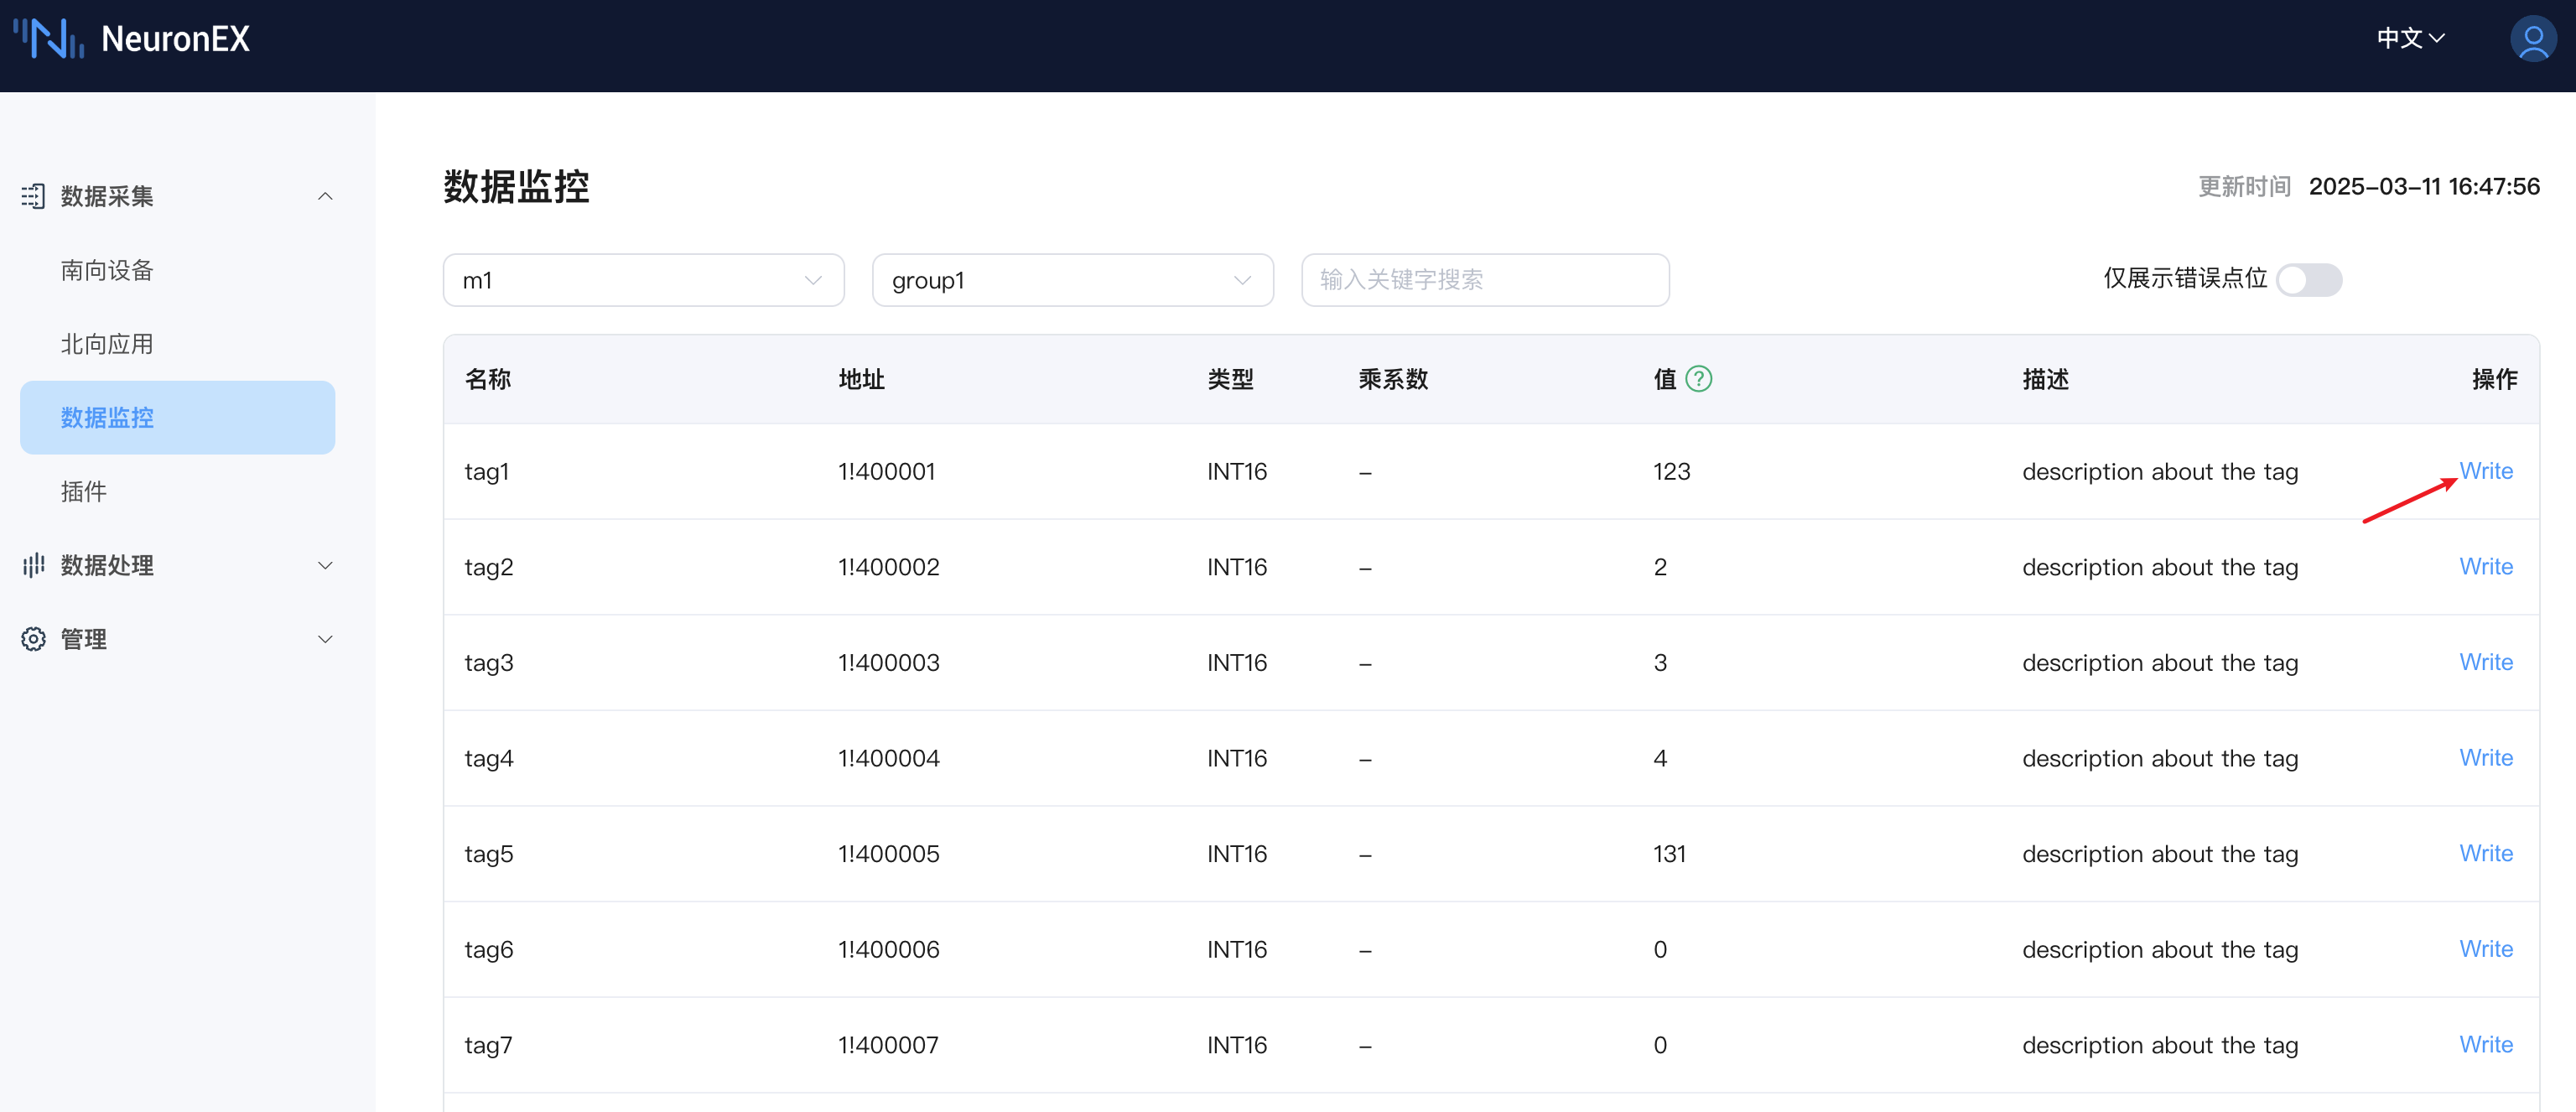 NeuronEX
中文
数据采集
南向设备
北向应用
数据监控
插件
数据处理
管理
数据监控
更新时间 2025-03-11 16:47:56
m1 group1 输入关键字搜索 仅展示错误点位
名称 地址 类型 乘系数 值 ? 描述 操作
tag1 1!400001 INT16 – 123 description about the tag Write
tag2 1!400002 INT16 – 2 description about the tag Write
tag3 1!400003 INT16 – 3 description about the tag Write
tag4 1!400004 INT16 – 4 description about the tag Write
tag5 1!400005 INT16 – 131 description about the tag Write
tag6 1!400006 INT16 – 0 description about the tag Write
tag7 1!400007 INT16 – 0 description about the tag Write